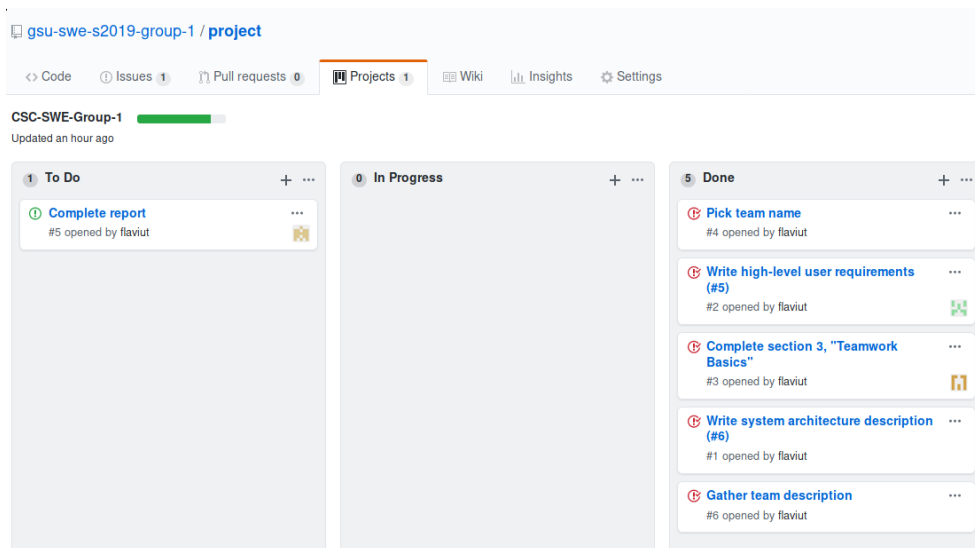 gsu-swe-s2019-group-1 / project
Code Issues 1 Pull requests 0 Projects 1 Wiki Insights Settings
CSC-SWE-Group-1
Updated an hour ago
1 To Do
Complete report
#5 opened by flaviut
0 In Progress
5 Done
Pick team name
#4 opened by flaviut
Write high-level user requirements
(#5)
#2 opened by flaviut
Complete section 3, "Teamwork
Basics"
#3 opened by flaviut
Write system architecture description
(#6)
#1 opened by flaviut
Gather team description
#6 opened by flaviut